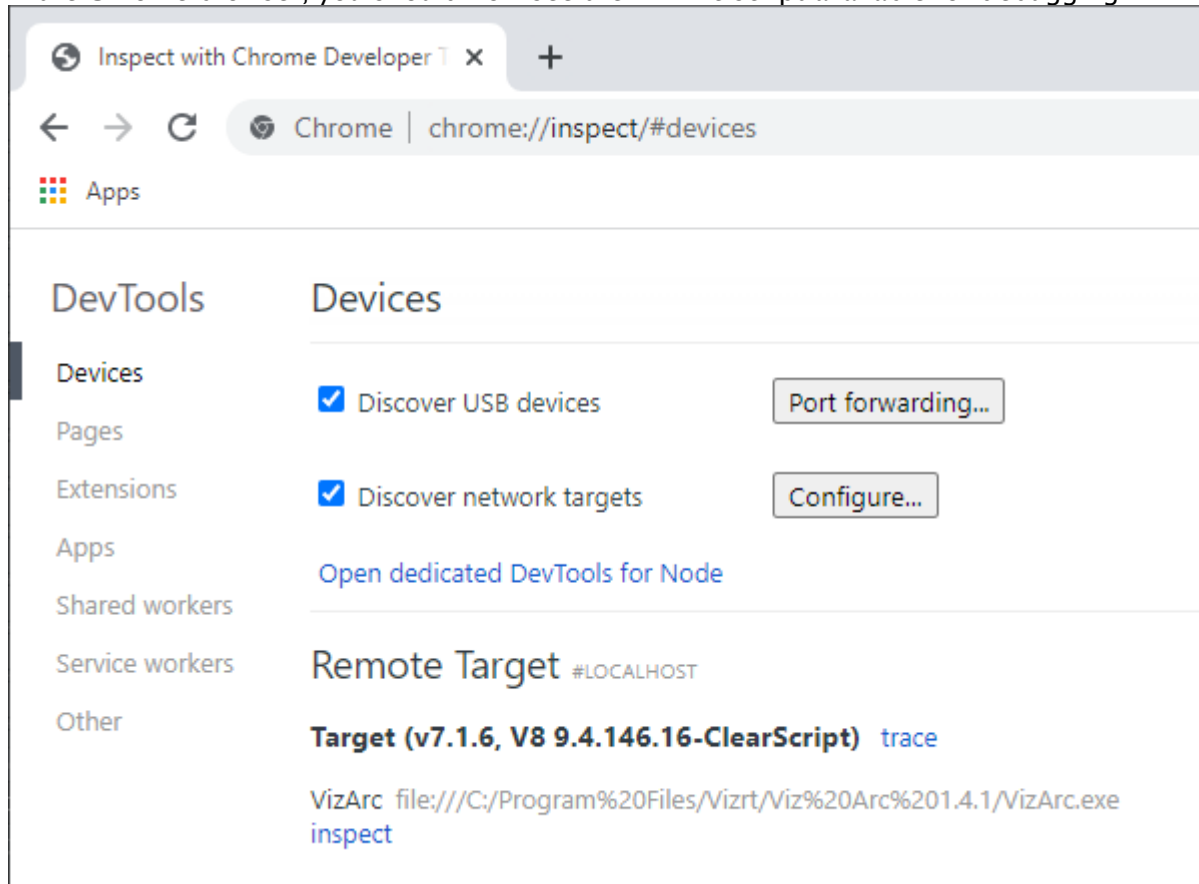 Inspect with Chrome Developer T
Chrome | chrome://inspect/#devices
Apps
DevTools
Devices
Pages
Extensions
Apps
Shared workers
Service workers
Other
Devices
Discover USB devices
Port forwarding...
Discover network targets
Configure...
Open dedicated DevTools for Node
Remote Target #LOCALHOST
Target (v7.1.6, V8 9.4.146.16-ClearScript) trace
VizArc file:///C:/Program%20Files/Vizrt/Viz%20Arc%201.4.1/VizArc.exe
inspect